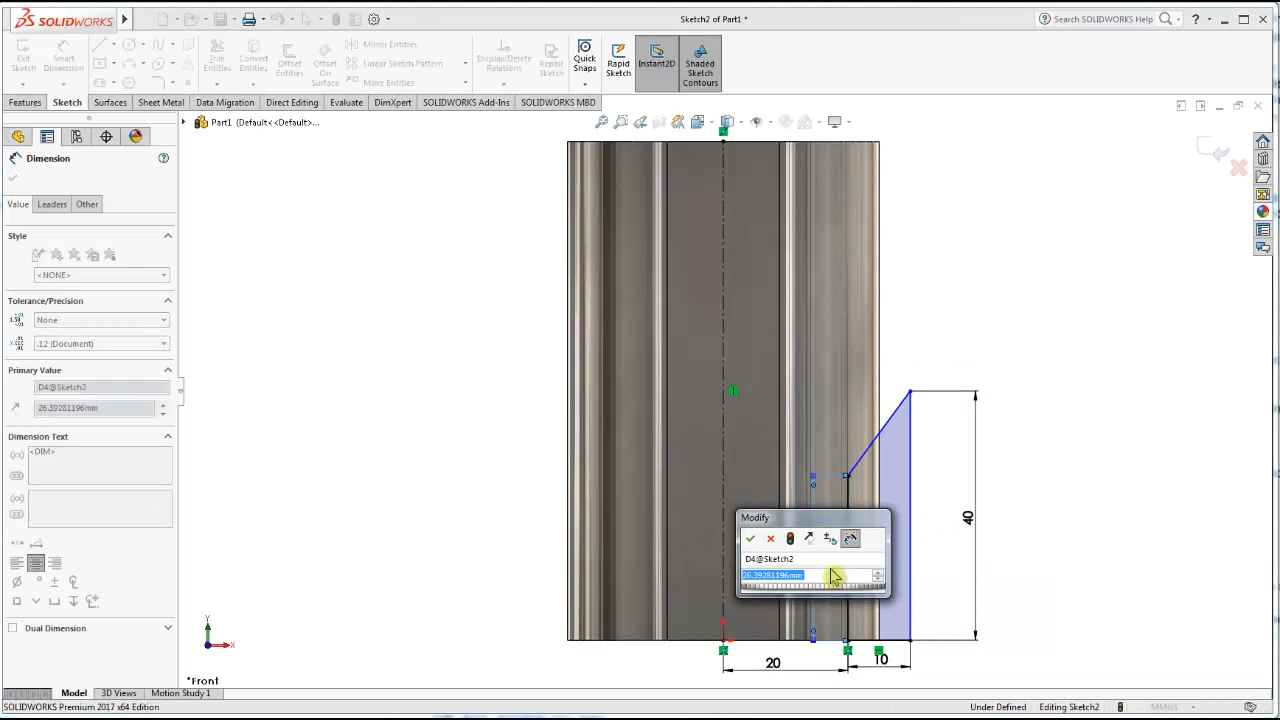 SOLIDWORKS
Sketch2 of Part1 *
Search SOLIDWORKS Help
?
Exit Sketch
Smart Dimension
Trim Entities
Convert Entities
Offset Entities
Offset On Surface
Mirror Entities
Linear Sketch Pattern
Move Entities
Display/Delete Relations
Repair Sketch
Quick Snaps
Rapid Sketch
Instant2D
Shaded Sketch Contours
Features
Sketch
Surfaces
Sheet Metal
Data Migration
Direct Editing
Evaluate
DimXpert
SOLIDWORKS Add-Ins
SOLIDWORKS MBD
Part1 (Default<<Default>...
Dimension
Value
Leaders
Other
Style
<NONE>
Tolerance/Precision
None
.12 (Document)
Primary Value
D4@Sketch2
26.39281196mm
Dimension Text
<DIM>
Dual Dimension
Modify
D4@Sketch2
26.39281196mm
40
20
10
Y
X
*Front
Model
3D Views
Motion Study 1
SOLIDWORKS Premium 2017 x64 Edition
Under Defined
Editing Sketch2
MMGS